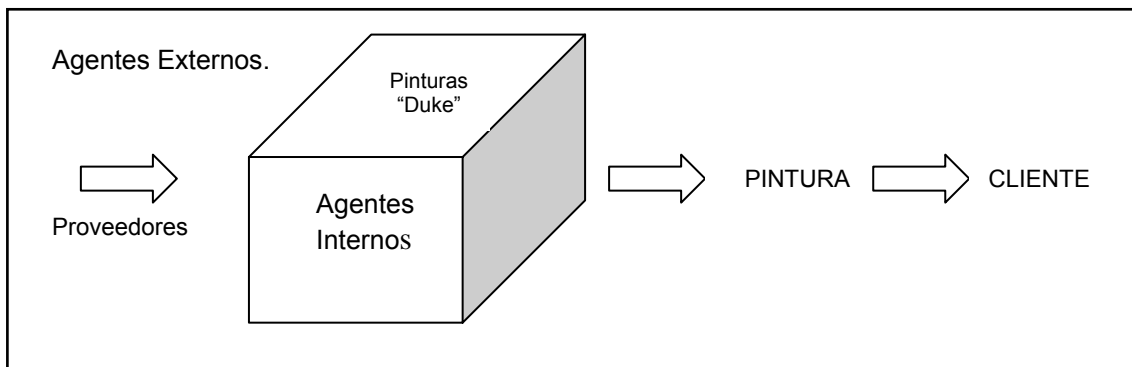 Agentes Externos.
Pinturas
“Duke”
Proveedores
Agentes
Internos
PINTURA
CLIENTE